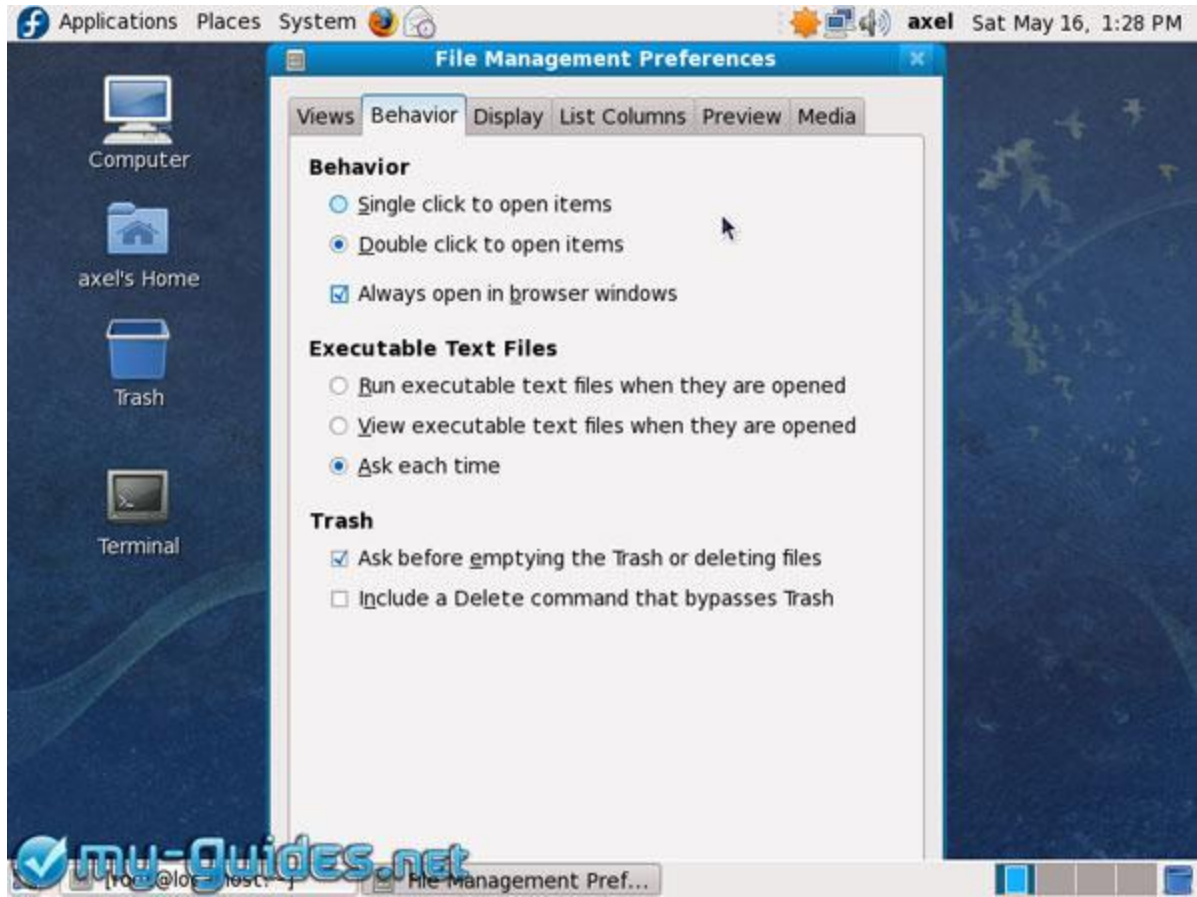 Applications Places System axel Sat May 16, 1:28 PM
File Management Preferences
Computer
axel's Home
Trash
Terminal
Views Behavior Display List Columns Preview Media
Behavior
Single click to open items
Double click to open items
Always open in browser windows
Executable Text Files
Run executable text files when they are opened
View executable text files when they are opened
Ask each time
Trash
Ask before emptying the Trash or deleting files
Include a Delete command that bypasses Trash
my-guides.net
File Management Pref...